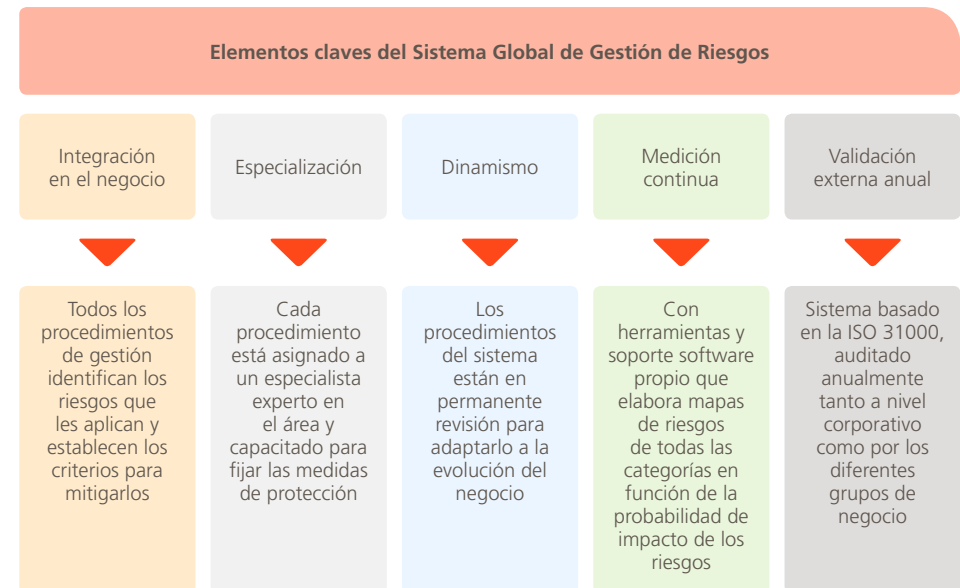 Elementos claves del Sistema Global de Gestión de Riesgos
Integración
en el negocio
Especialización
Dinamismo
Medición
continua
Validación
externa anual
Todos los
procedimientos
de gestión
identifican los
riesgos que
les aplican y
establecen los
criterios para
mitigarlos
Cada
procedimiento
está asignado a
un especialista
experto en
el área y
capacitado para
fijar las medidas
de protección
Los
procedimientos
del sistema
están en
permanente
revisión para
adaptarlo a la
evolución del
negocio
Con
herramientas y
soporte software
propio que
elabora mapas
de riesgos
de todas las
categorías en
función de la
probabilidad de
impacto de los
riesgos
Sistema basado
en la ISO 31000,
auditado
anualmente
tanto a nivel
corporativo
como por los
diferentes
grupos de
negocio